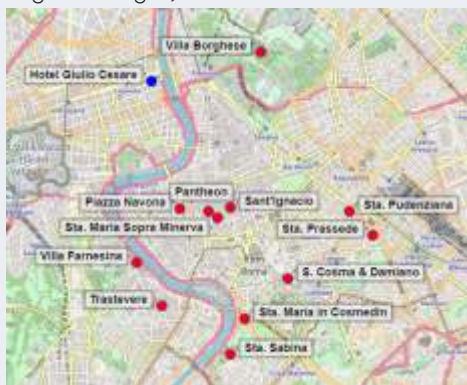 Villa Borghese
Hotel Giulio Cesare
Pantheon
Piazza Navona
Sant'Ignacio
Sta. Pudenziana
Sta. Maria Sopra Minerva
Sta. Prassede
Villa Farnesina
S. Cosma & Damiano
Trastevere
Sta. Maria in Cosmedin
Sta. Sabina